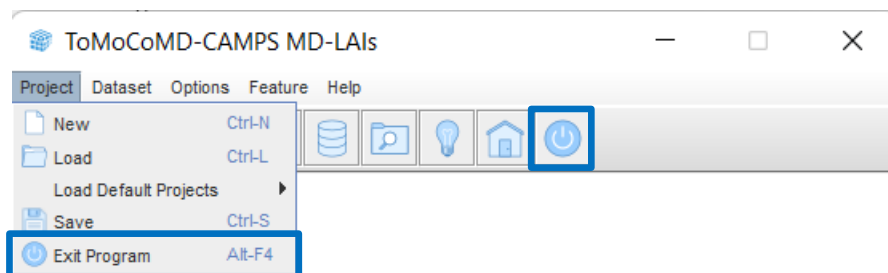 ToMoCoMD-CAMPS MD-LAIs
Project Dataset Options Feature Help
New Ctrl-N
Load Ctrl-L
Load Default Projects
Save Ctrl-S
Exit Program Alt-F4